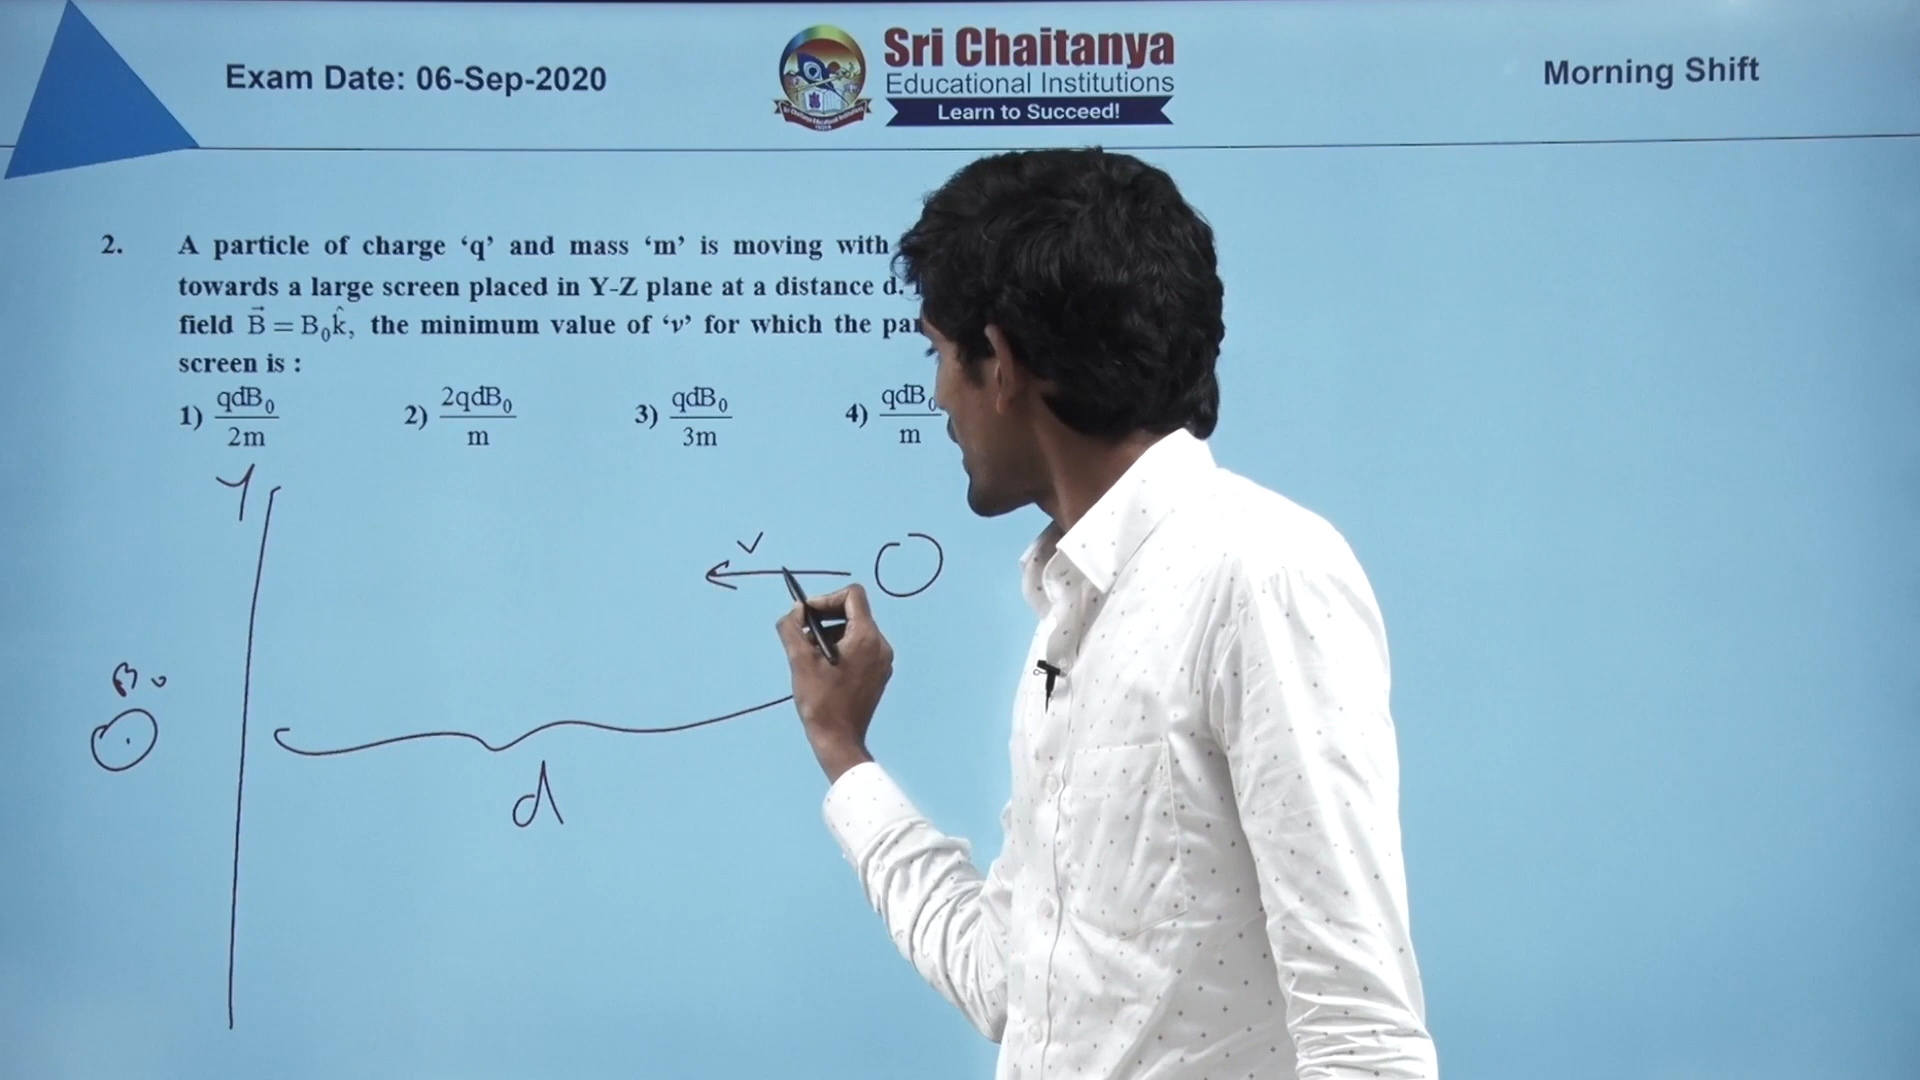 Exam Date: 06-Sep-2020
Sri Chaitanya
Educational Institutions
Learn to Succeed!
Morning Shift
2. A particle of charge ‘q’ and mass ‘m’ is moving with
towards a large screen placed in Y-Z plane at a distance d.
field B⃗ = B₀k̂, the minimum value of ‘v’ for which the
screen is :
1) qdB₀/2m 2) 2qdB₀/m 3) qdB₀/3m 4) qdB₀/m
Y
v
B₀
d